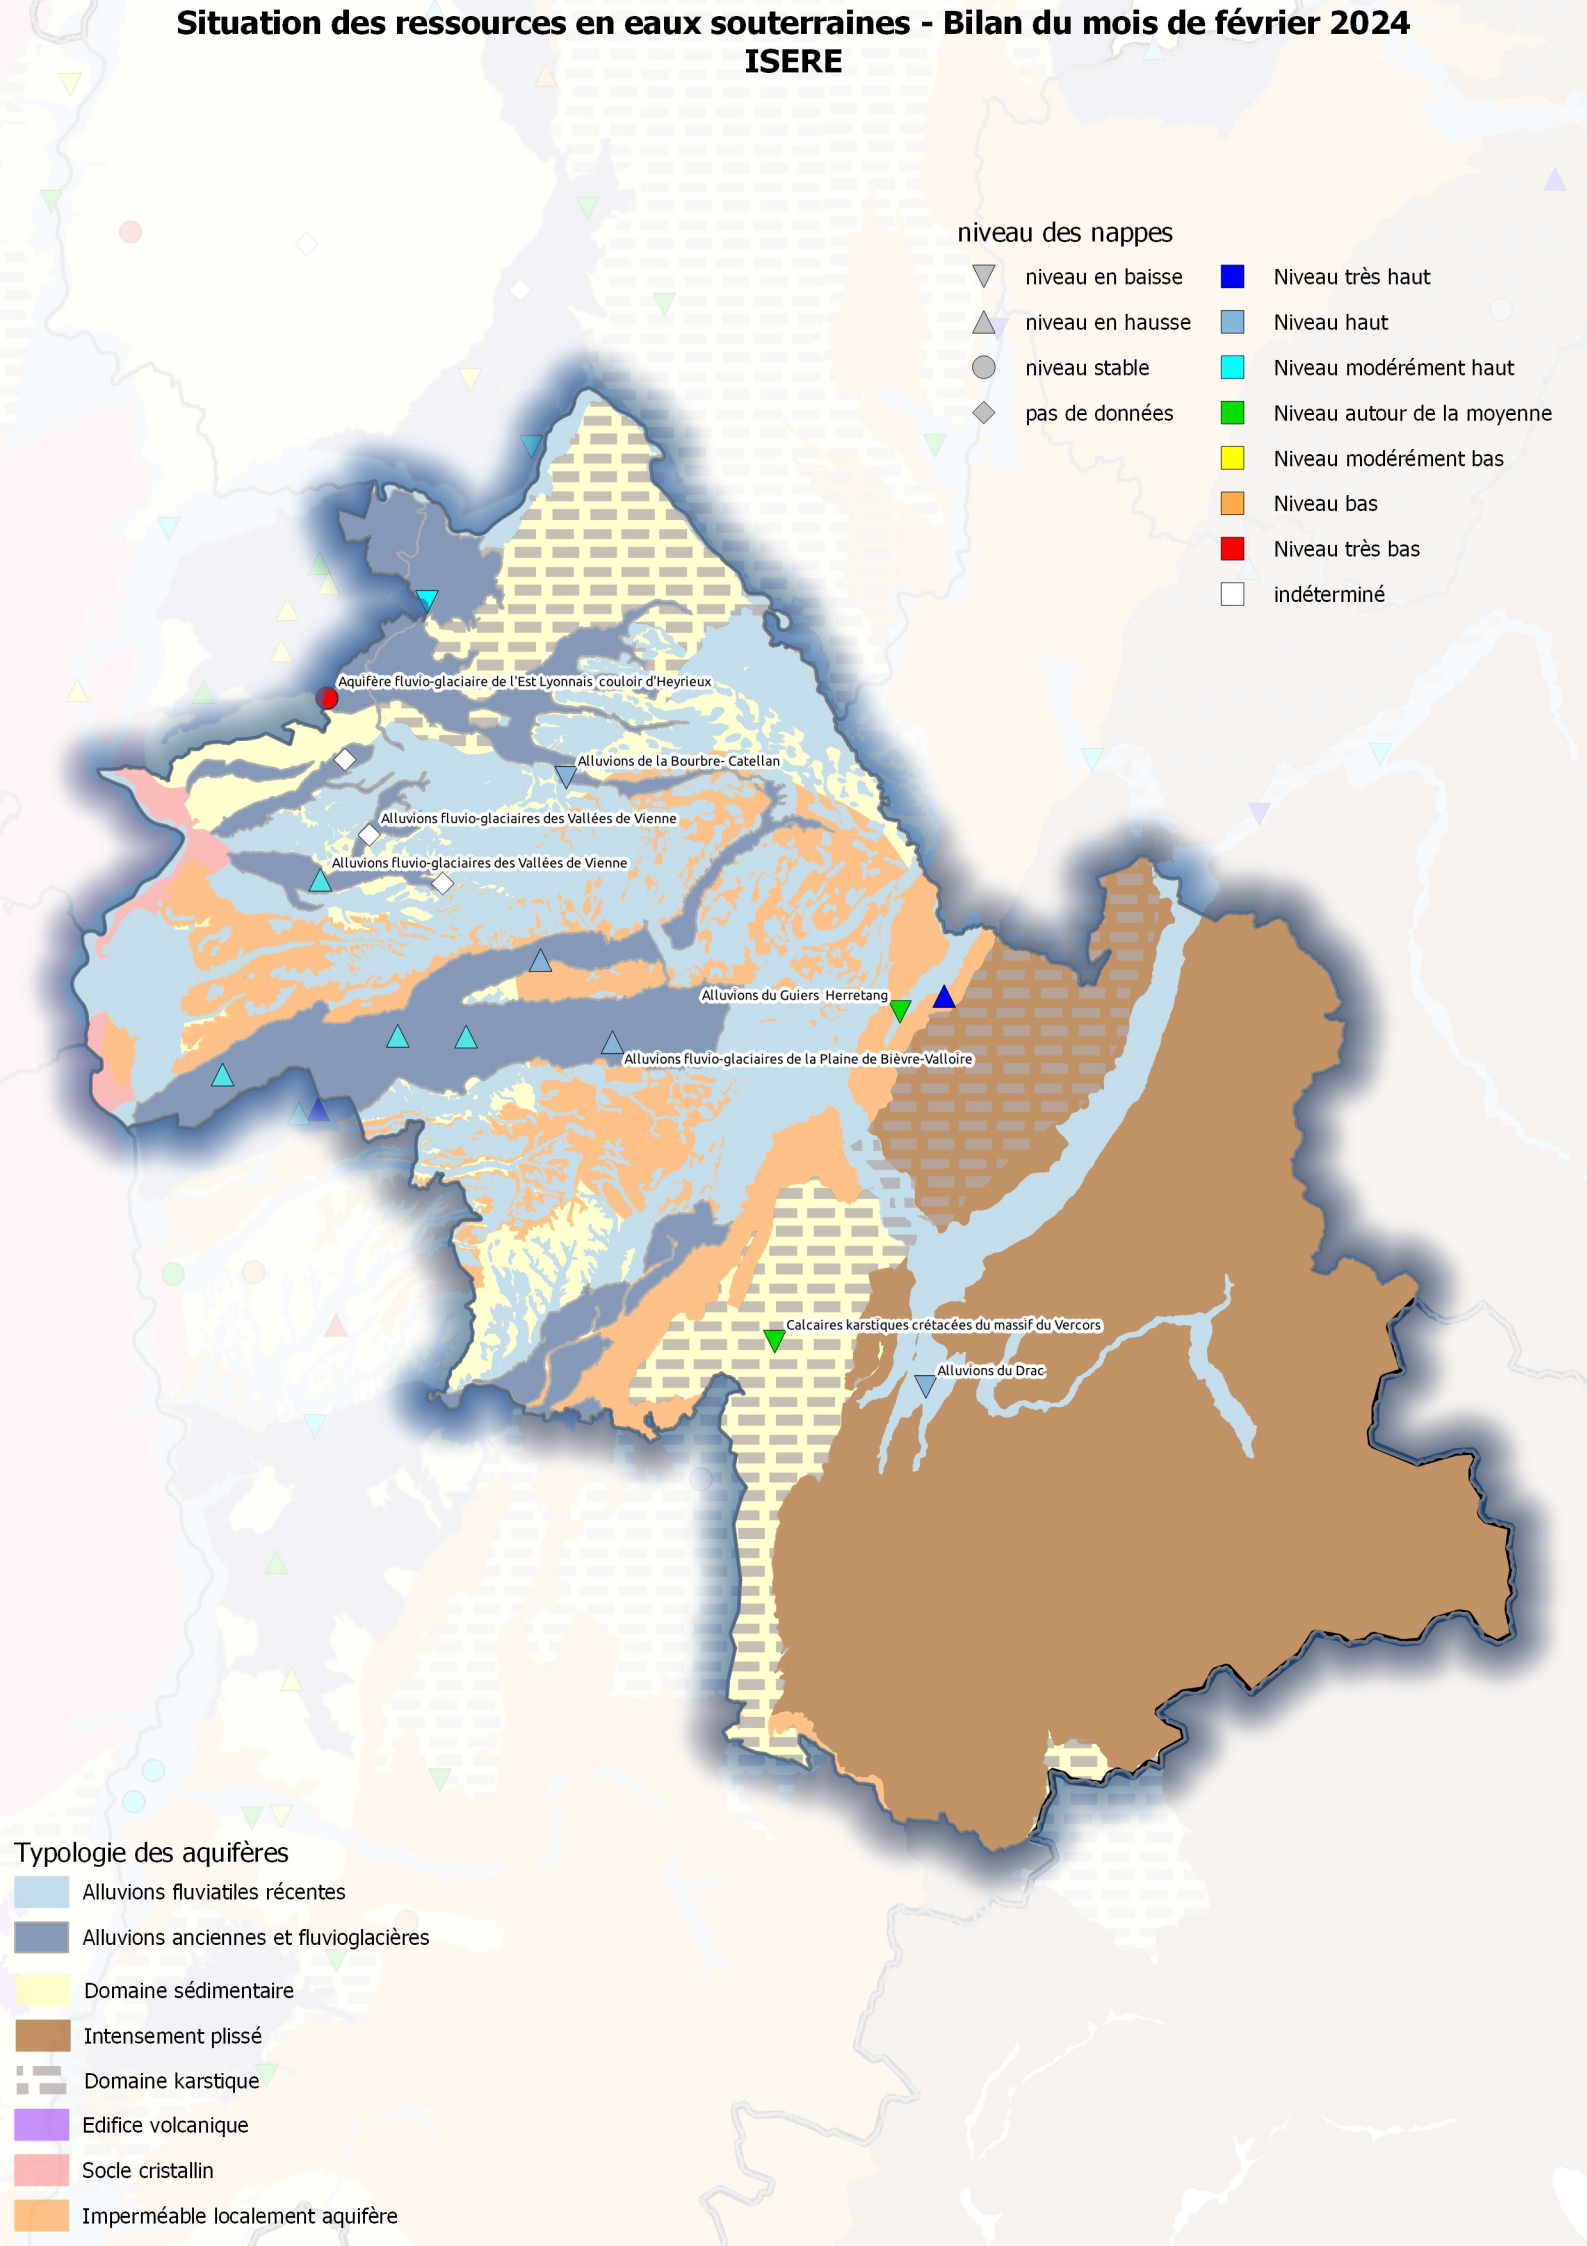 Situation des ressources en eaux souterraines - Bilan du mois de février 2024
ISERE
niveau des nappes
niveau en baisse
niveau en hausse
niveau stable
pas de données
Niveau très haut
Niveau haut
Niveau modérément haut
Niveau autour de la moyenne
Niveau modérément bas
Niveau bas
Niveau très bas
indéterminé
Aquifère fluvio-glaciaire de l'Est Lyonnais couloir d'Heyrieux
Alluvions de la Bourbre- Catellan
Alluvions fluvio-glaciaires des Vallées de Vienne
Alluvions fluvio-glaciaires des Vallées de Vienne
Alluvions du Guiers Herretang
Alluvions fluvio-glaciaires de la Plaine de Bièvre-Valloire
Calcaires karstiques crétacées du massif du Vercors
Alluvions du Drac
Typologie des aquifères
Alluvions fluviatiles récentes
Alluvions anciennes et fluvioglacières
Domaine sédimentaire
Intensement plissé
Domaine karstique
Edifice volcanique
Socle cristallin
Imperméable localement aquifère